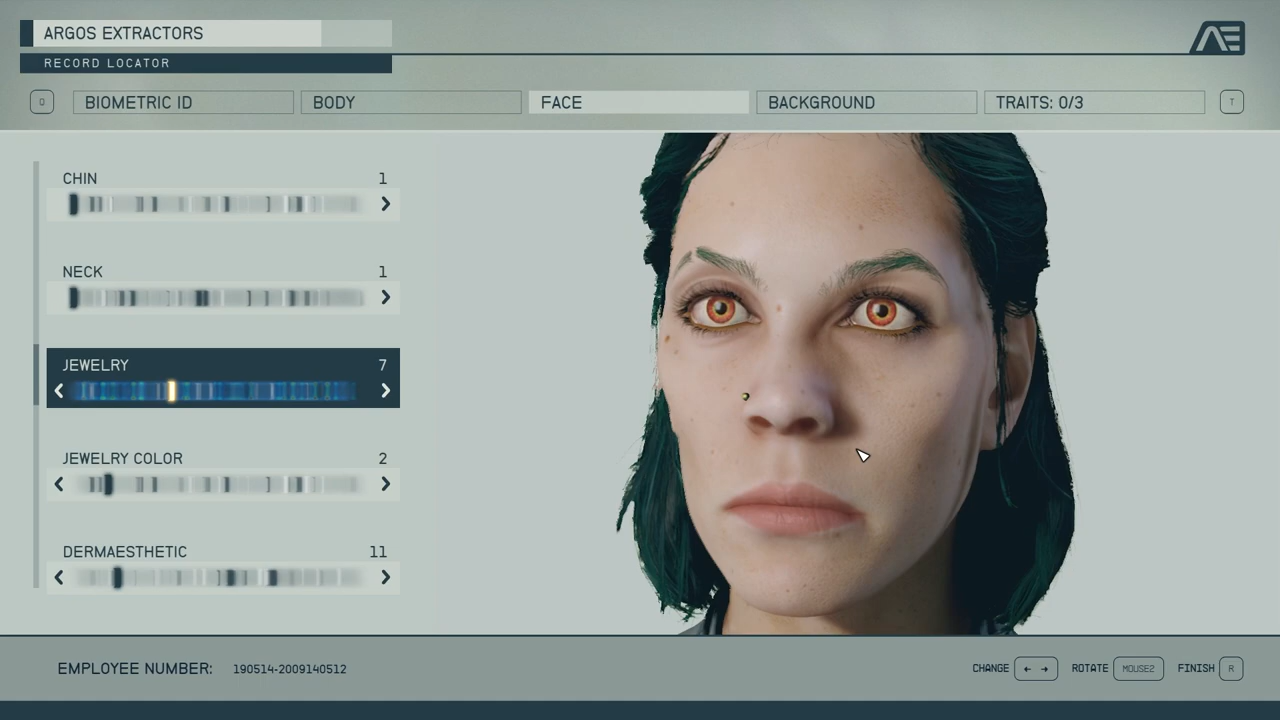 ARGOS EXTRACTORS
RECORD LOCATOR
Q BIOMETRIC ID BODY FACE BACKGROUND TRAITS: 0/3 T
CHIN 1
NECK 1
JEWELRY 7
JEWELRY COLOR 2
DERMAESTHETIC 11
EMPLOYEE NUMBER: 190514-2009140512 CHANGE ROTATE MOUSE2 FINISH R